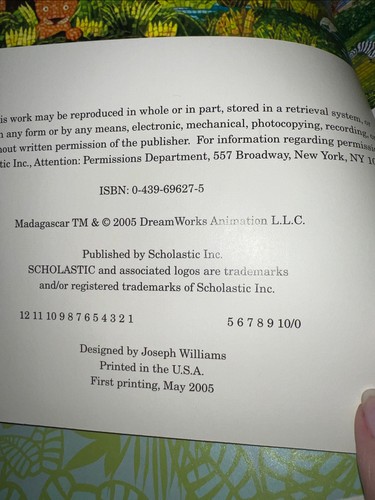 is work may be reproduced in whole or in part, stored in a retrieval system, or
any form or by any means, electronic, mechanical, photocopying, recording, or
out written permission of the publisher. For information regarding
tic Inc., Attention: Permissions Department, 557 Broadway, New York, NY
ISBN: 0-439-69627-5
Madagascar TM & © 2005 DreamWorks Animation L.L.C.
Published by Scholastic Inc.
SCHOLASTIC and associated logos are trademarks
and/or registered trademarks of Scholastic Inc.
12 11 10 9 8 7 6 5 4 3 2 1 5 6 7 8 9 10/0
Designed by Joseph Williams
Printed in the U.S.A.
First printing, May 2005